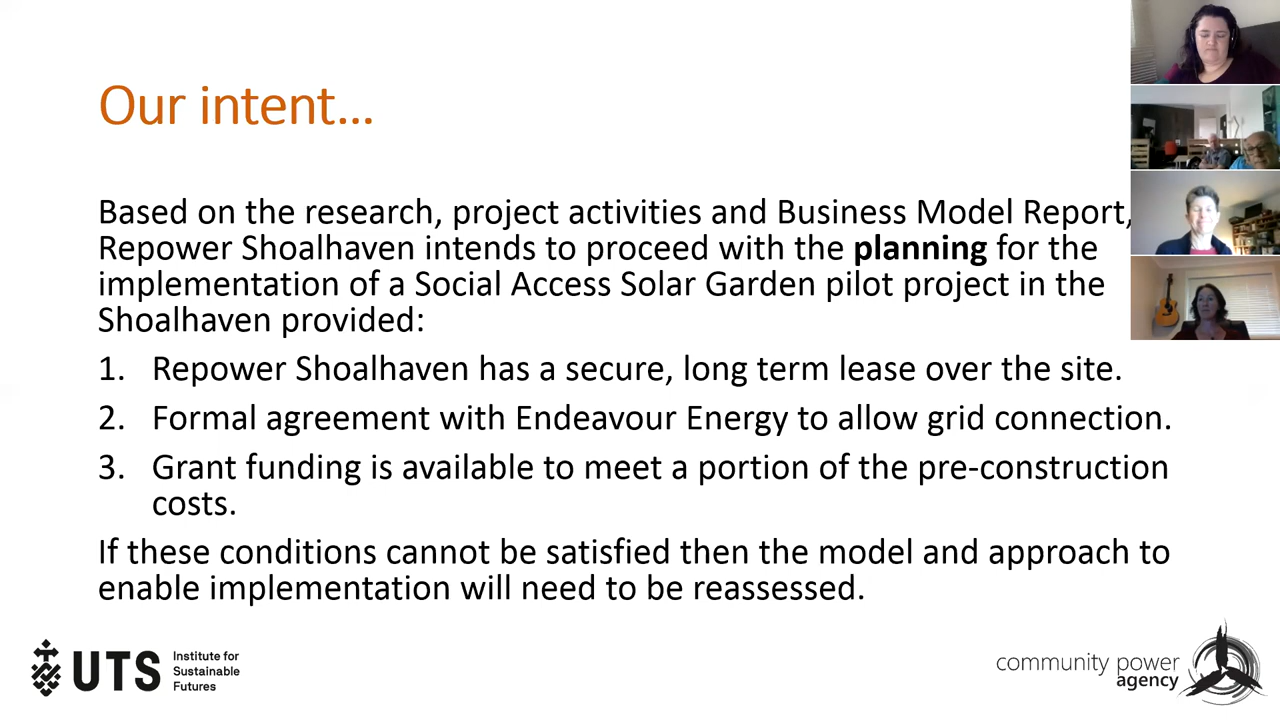 Our intent...
Based on the research, project activities and Business Model Report,
Repower Shoalhaven intends to proceed with the planning for the
implementation of a Social Access Solar Garden pilot project in the
Shoalhaven provided:
1. Repower Shoalhaven has a secure, long term lease over the site.
2. Formal agreement with Endeavour Energy to allow grid connection.
3. Grant funding is available to meet a portion of the pre-construction
costs.
If these conditions cannot be satisfied then the model and approach to
enable implementation will need to be reassessed.
UTS
Institute for
Sustainable
Futures
community power
agency